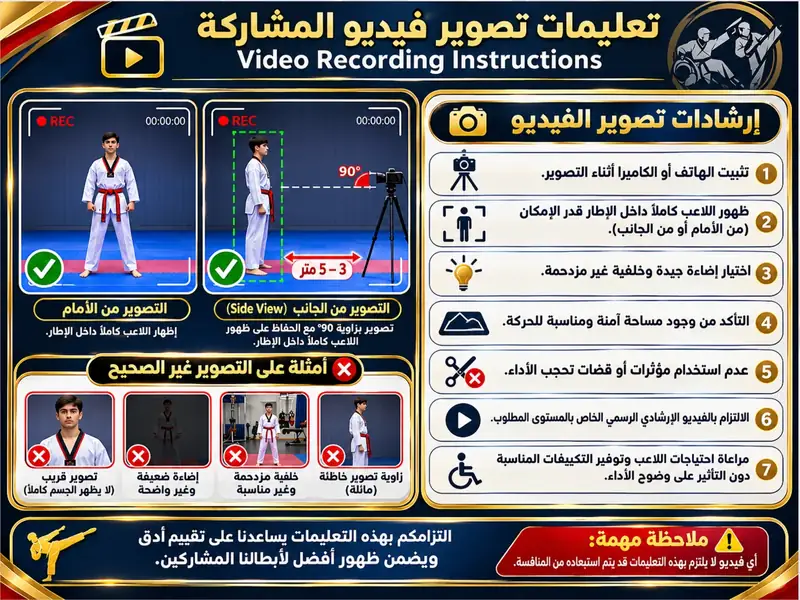 تعليمات تصوير فيديو المشاركة
Video Recording Instructions
REC
00:00:00
REC
00:00:00
90°
3 – 5 متر
التصوير من الأمام
إظهار اللاعب كاملاً داخل الإطار.
التصوير من الجانب (Side View)
تصوير بزاوية 90° مع الحفاظ على ظهور
اللاعب كاملاً داخل الإطار.
أمثلة على التصوير غير الصحيح
تصوير قريب
(لا يظهر الجسم كاملاً)
إضاءة ضعيفة
وغير واضحة
خلفية مزدحمة
وغير مناسبة
زاوية تصوير خاطئة
(مائلة)
إرشادات تصوير الفيديو
1 تثبيت الهاتف أو الكاميرا أثناء التصوير.
2 ظهور اللاعب كاملاً داخل الإطار قدر الإمكان
(من الأمام أو من الجانب).
3 اختيار إضاءة جيدة وخلفية غير مزدحمة.
4 التأكد من وجود مساحة آمنة ومناسبة للحركة.
5 عدم استخدام مؤثرات أو قصات تحجب الأداء.
6 الالتزام بالفيديو الإرشادي الرسمي الخاص بالمستوى المطلوب.
7 مراعاة احتياجات اللاعب وتوفير التكييفات المناسبة
دون التأثير على وضوح الأداء.
التزامكم بهذه التعليمات يساعدنا على تقييم أدق
ويضمن ظهور أفضل لأبطالنا المشاركين.
ملاحظة مهمة:
أي فيديو لا يلتزم بهذه التعليمات قد يتم استبعاده من المنافسة.